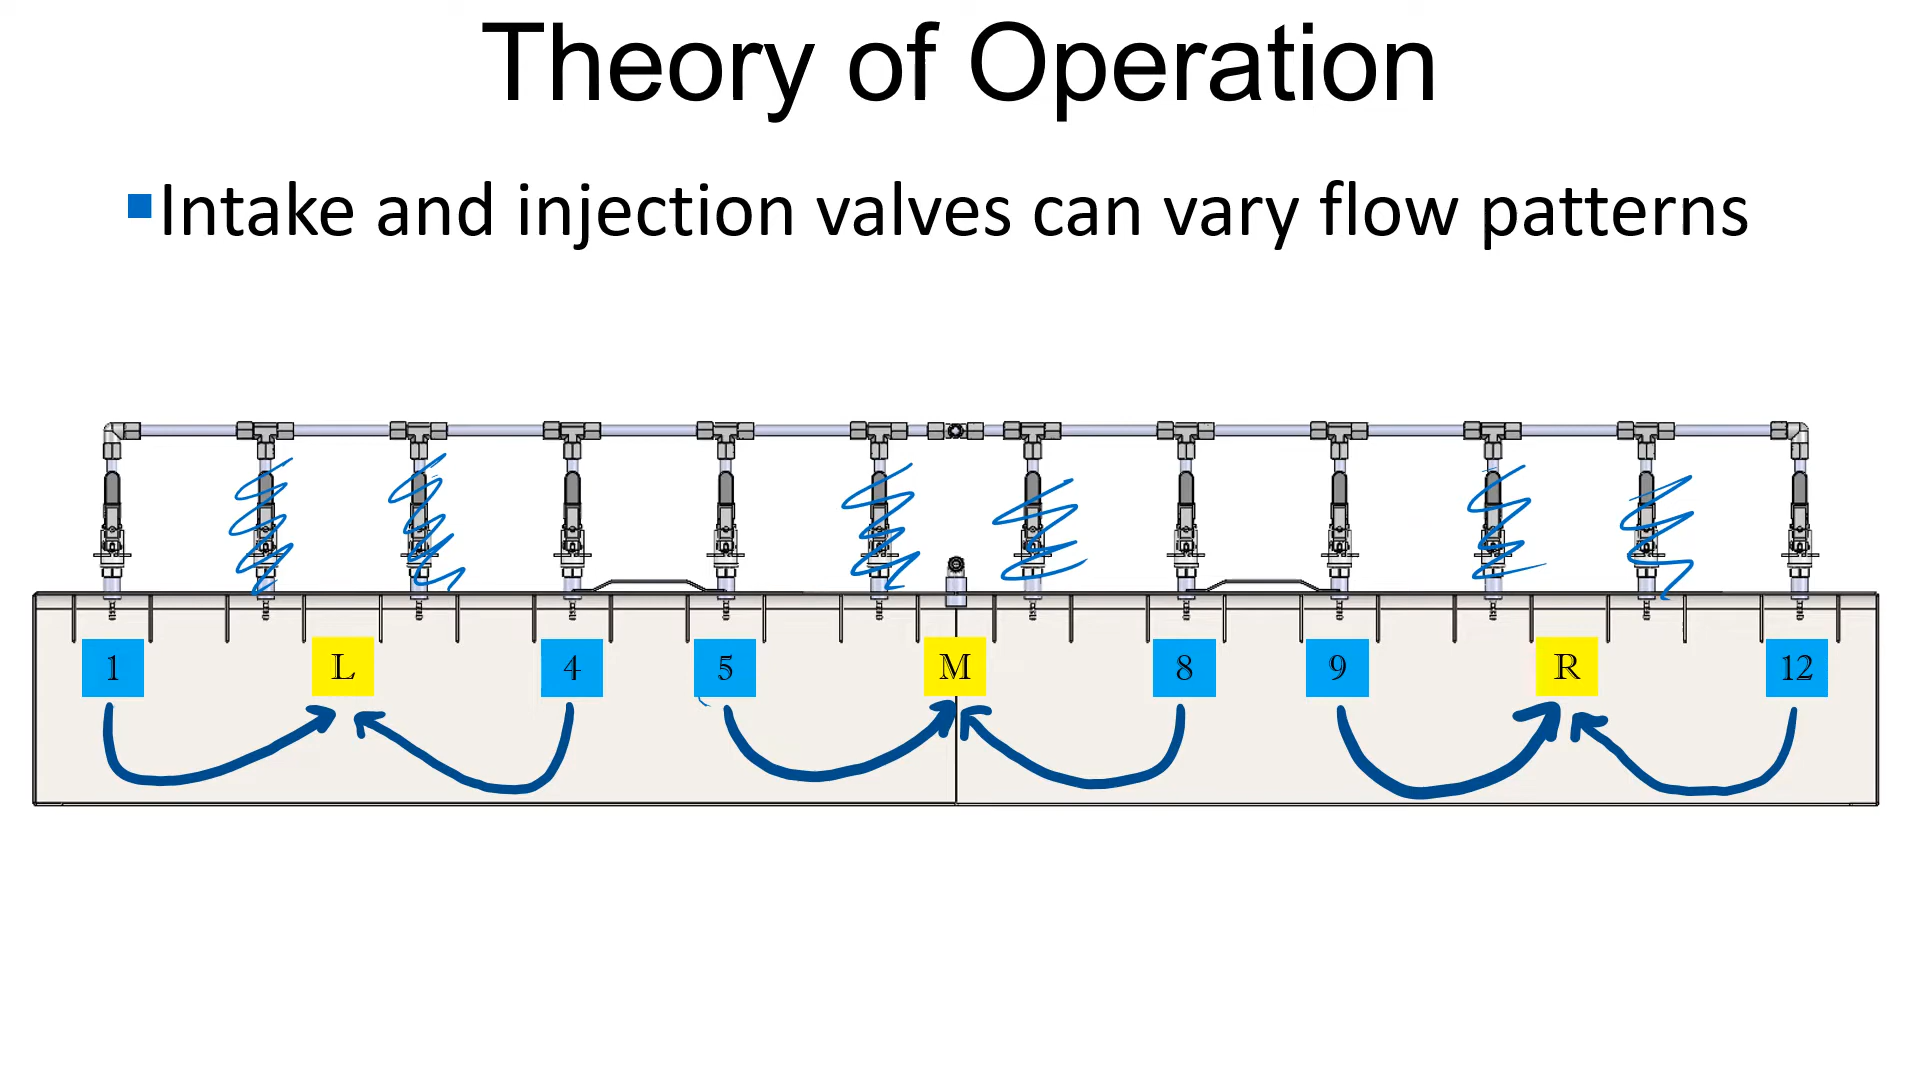 Theory of Operation
Intake and injection valves can vary flow patterns
1 L 4 5 M 8 9 R 12